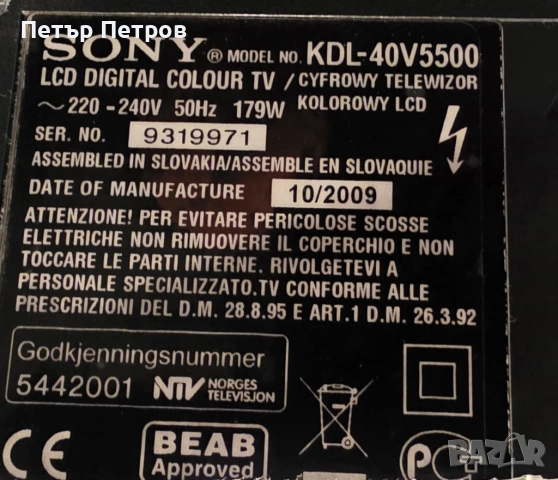 Петър Петров
SONY® MODEL NO. KDL-40V5500
LCD DIGITAL COLOUR TV / CYFROWY TELEWIZOR
~220-240V 50Hz 179W KOLOROWY LCD
SER. NO. 9319971
ASSEMBLED IN SLOVAKIA/ASSEMBLE EN SLOVAQUIE
DATE OF MANUFACTURE 10/2009
ATTENZIONE! PER EVITARE PERICOLOSE SCOSSE
ELETTRICHE NON RIMUOVERE IL COPERCHIO E NON
TOCCARE LE PARTI INTERNE. RIVOLGETEVI A
PERSONALE SPECIALIZZATO.TV CONFORME ALLE
PRESCRIZIONI DEL D.M. 28.8.95 E ART.1 D.M. 26.3.92
Godkjenningsnummer
5442001 NTV NORGES
TELEVISJON
CE
BEAB
Approved
PC+
BAZAR